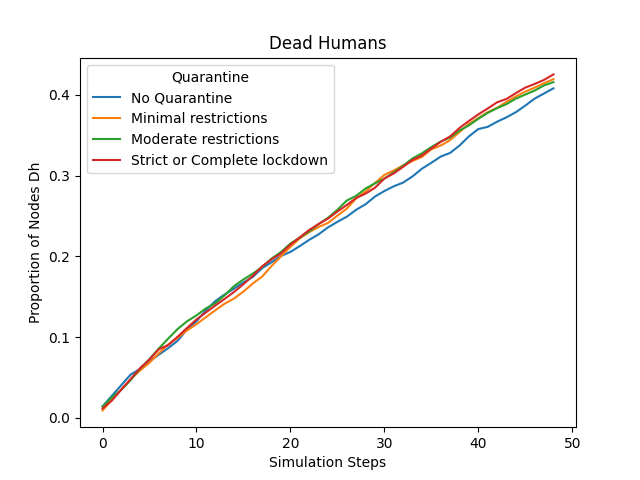 Dead Humans
Quarantine
No Quarantine
Minimal restrictions
Moderate restrictions
Strict or Complete lockdown
Proportion of Nodes Dh
0.4
0.3
0.2
0.1
0.0
0 10 20 30 40 50
Simulation Steps